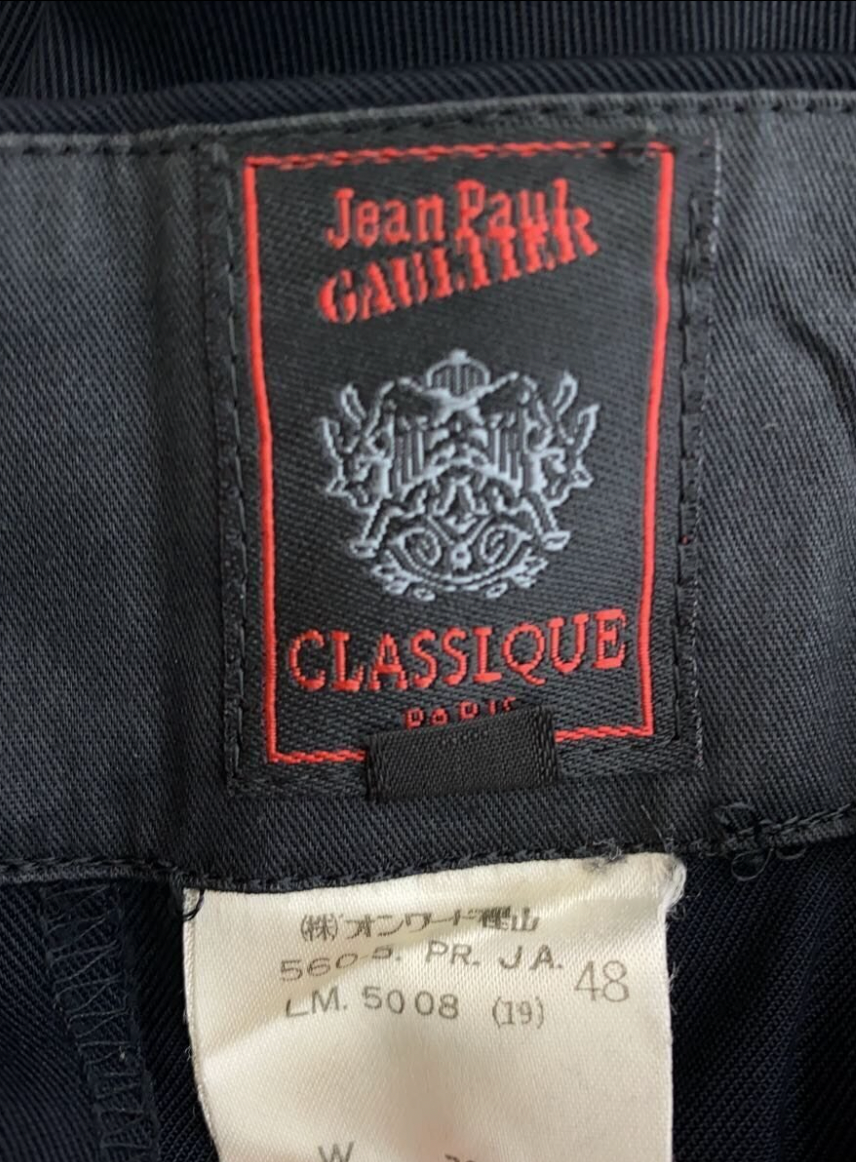 Jean Paul
GAULTIER
CLASSIQUE
PARIS
㈱オンワード樫山
560-5. PR. JA.
48
LM. 5008 (19)
W